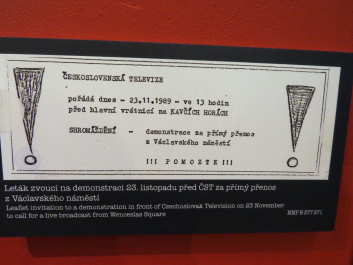 ČESKOSLOVENSKÁ TELEVIZE
pořádá dnes - 23.11.1989 - ve 13 hodin
před hlavní vrátnicí na KAVČÍCH HORÁCH
SHROMÁŽDĚNÍ - demonstrace za přímý přenos
z Václavského náměstí
!!! POMOZTE !!!
Leták zvoucí na demonstraci 23. listopadu před ČST za přímý přenos
z Václavského náměstí
Leaflet invitation to a demonstration in front of Czechoslovak Television on 23 November
to call for a live broadcast from Wenceslas Square